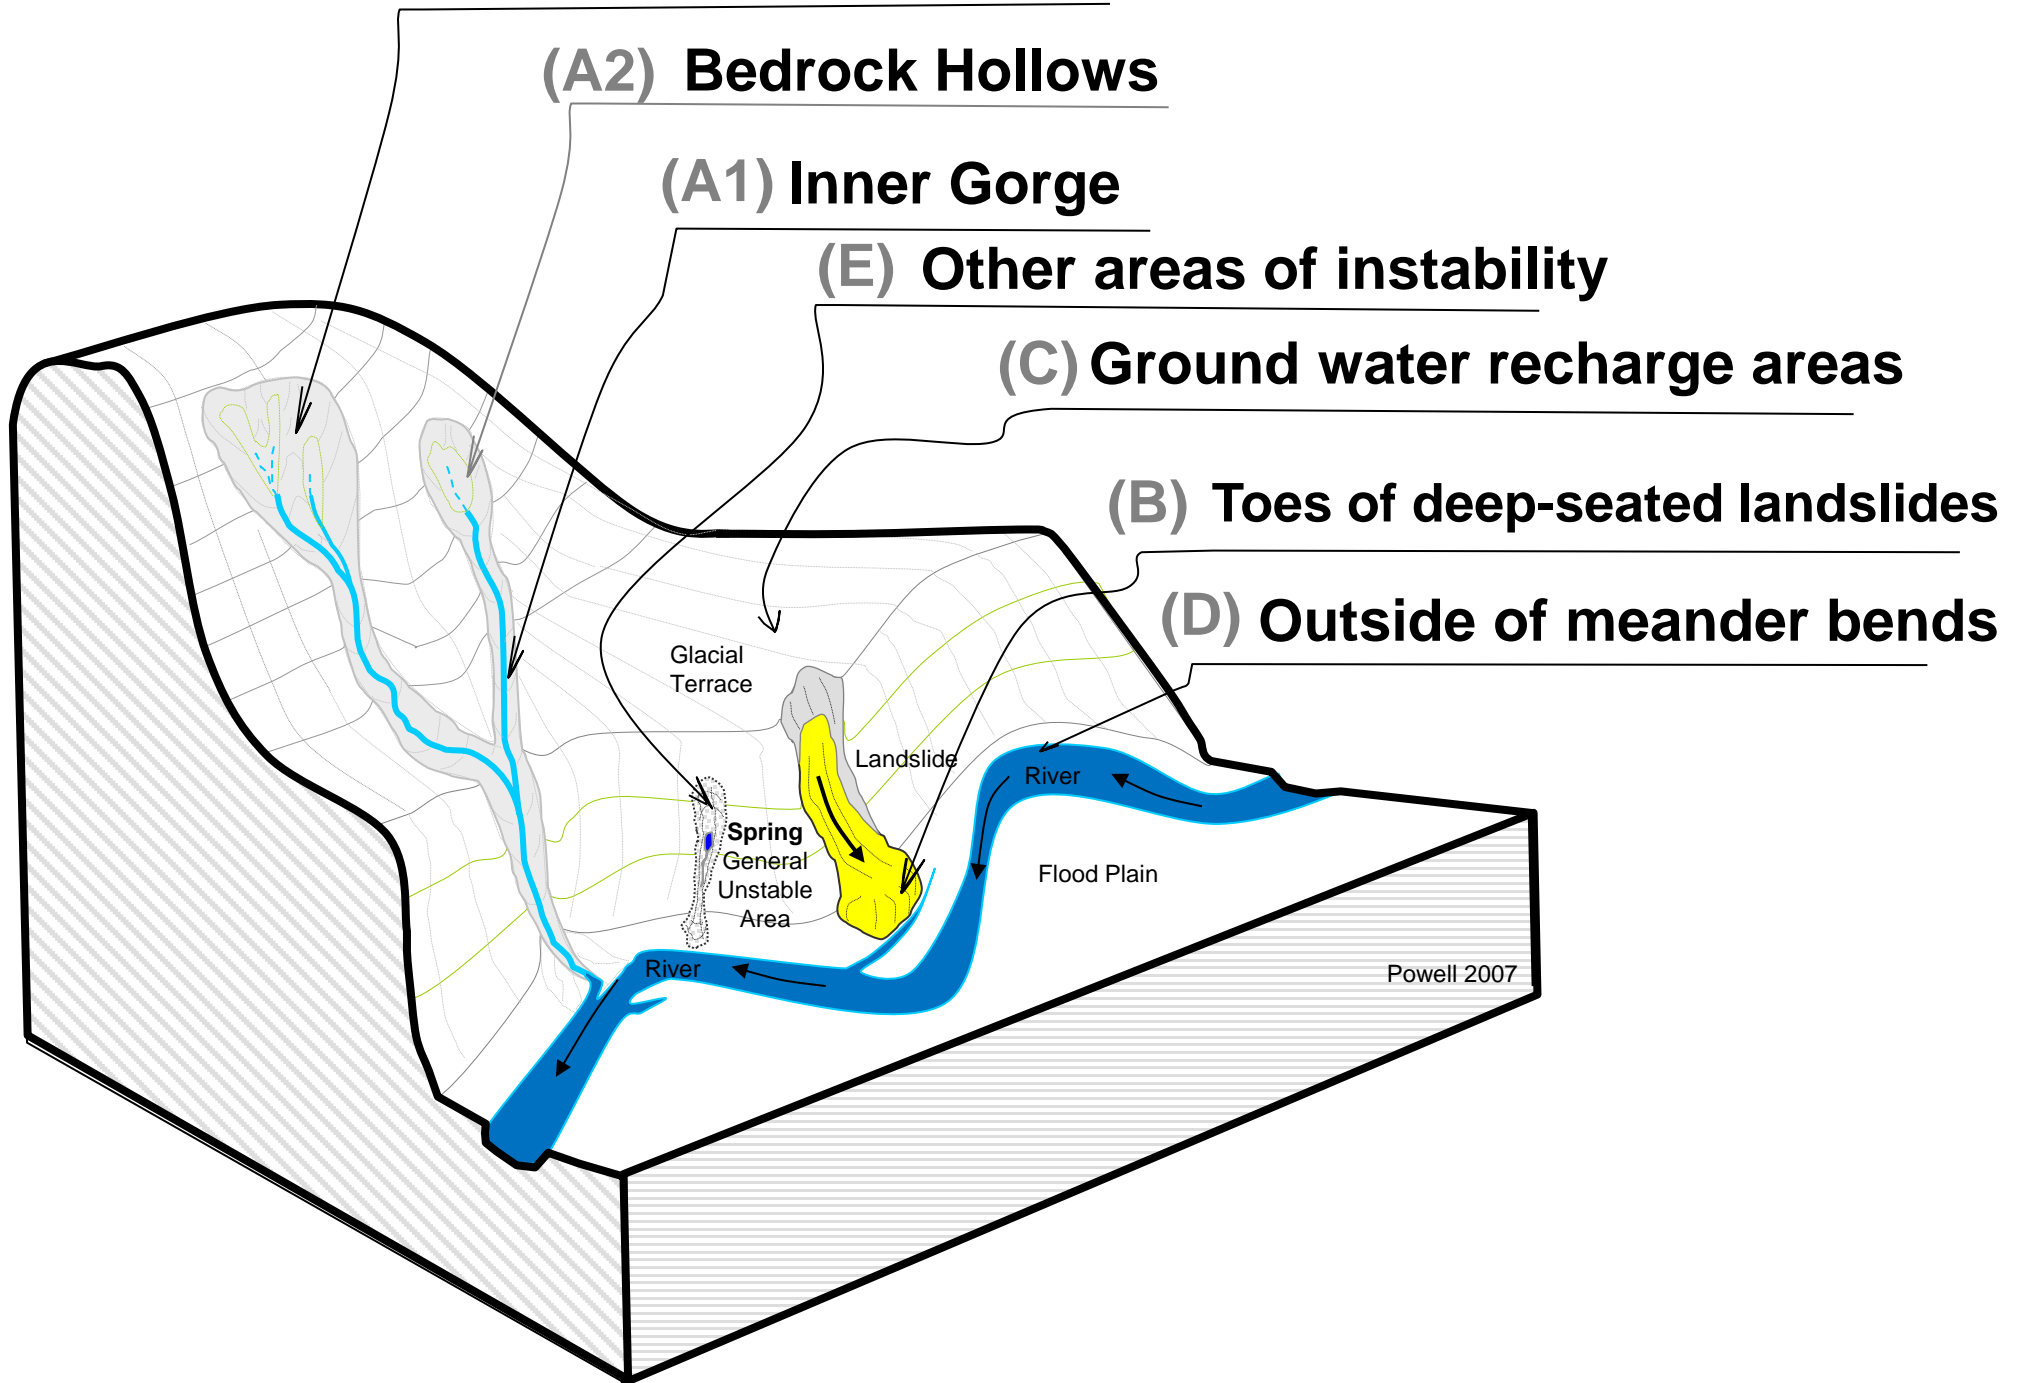 (A2) Bedrock Hollows
(A1) Inner Gorge
(E) Other areas of instability
(C) Ground water recharge areas
(B) Toes of deep-seated landslides
(D) Outside of meander bends
Glacial
Terrace
Landslide
River
Spring
General
Unstable
Area
Flood Plain
River
Powell 2007